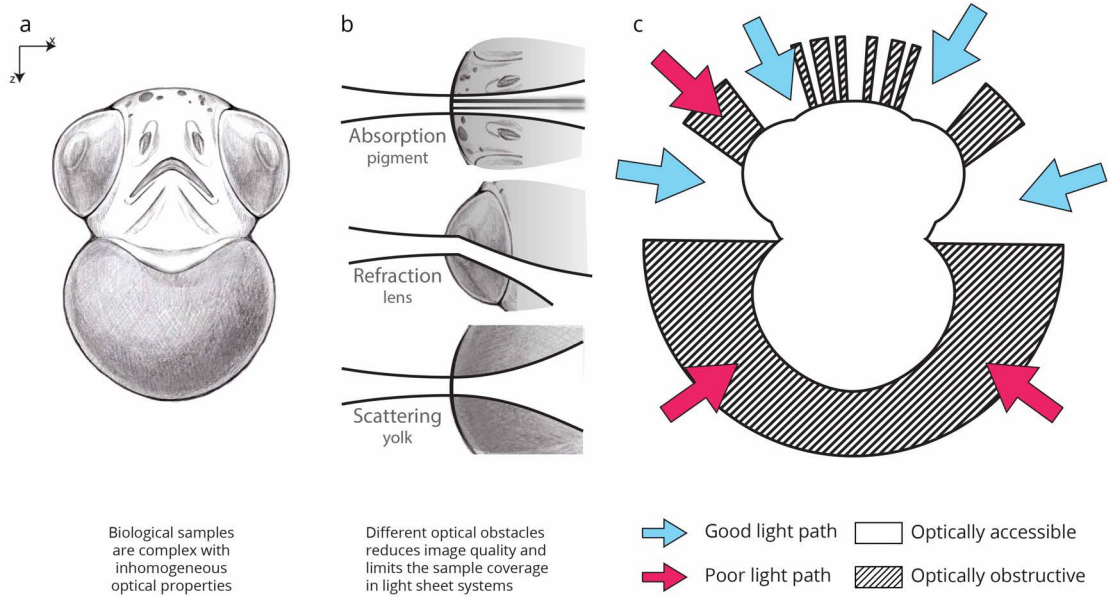 a
x
z
Biological samples
are complex with
inhomogeneous
optical properties
b
Absorption
pigment
Refraction
lens
Scattering
yolk
Different optical obstacles
reduces image quality and
limits the sample coverage
in light sheet systems
c
Good light path
Optically accessible
Poor light path
Optically obstructive